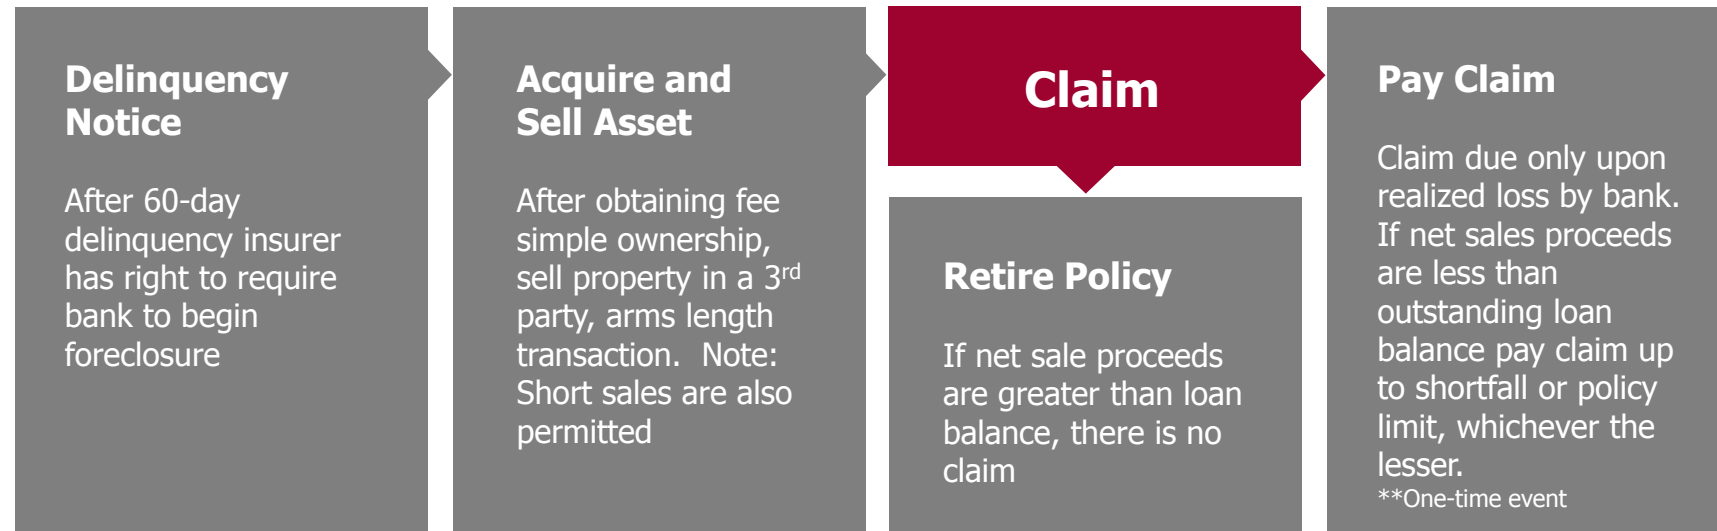 Delinquency
Notice
After 60-day
delinquency insurer
has right to require
bank to begin
foreclosure
Acquire and
Sell Asset
After obtaining fee
simple ownership,
sell property in a 3rd
party, arms length
transaction.  Note:
Short sales are also
permitted
Claim
Retire Policy
If net sale proceeds
are greater than loan
balance, there is no
claim
Pay Claim
Claim due only upon
realized loss by bank.
If net sales proceeds
are less than
outstanding loan
balance pay claim up
to shortfall or policy
limit, whichever the
lesser.
**One-time event